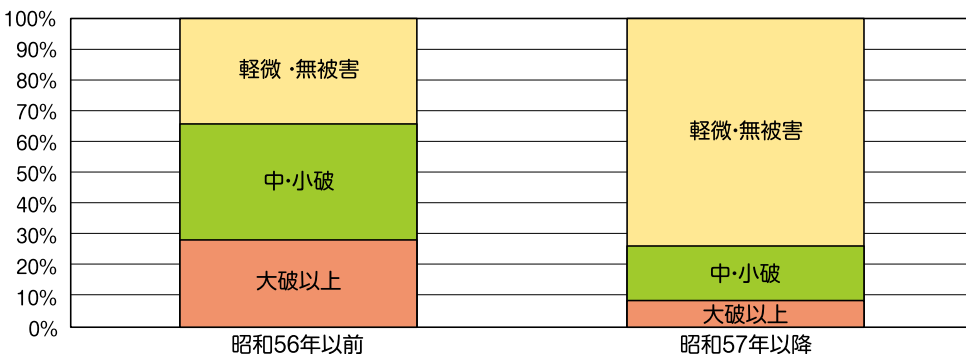 100%
90%
80%
70%
60%
50%
40%
30%
20%
10%
0%
軽微・無被害
中・小破
大破以上
昭和56年以前
軽微・無被害
中・小破
大破以上
昭和57年以降